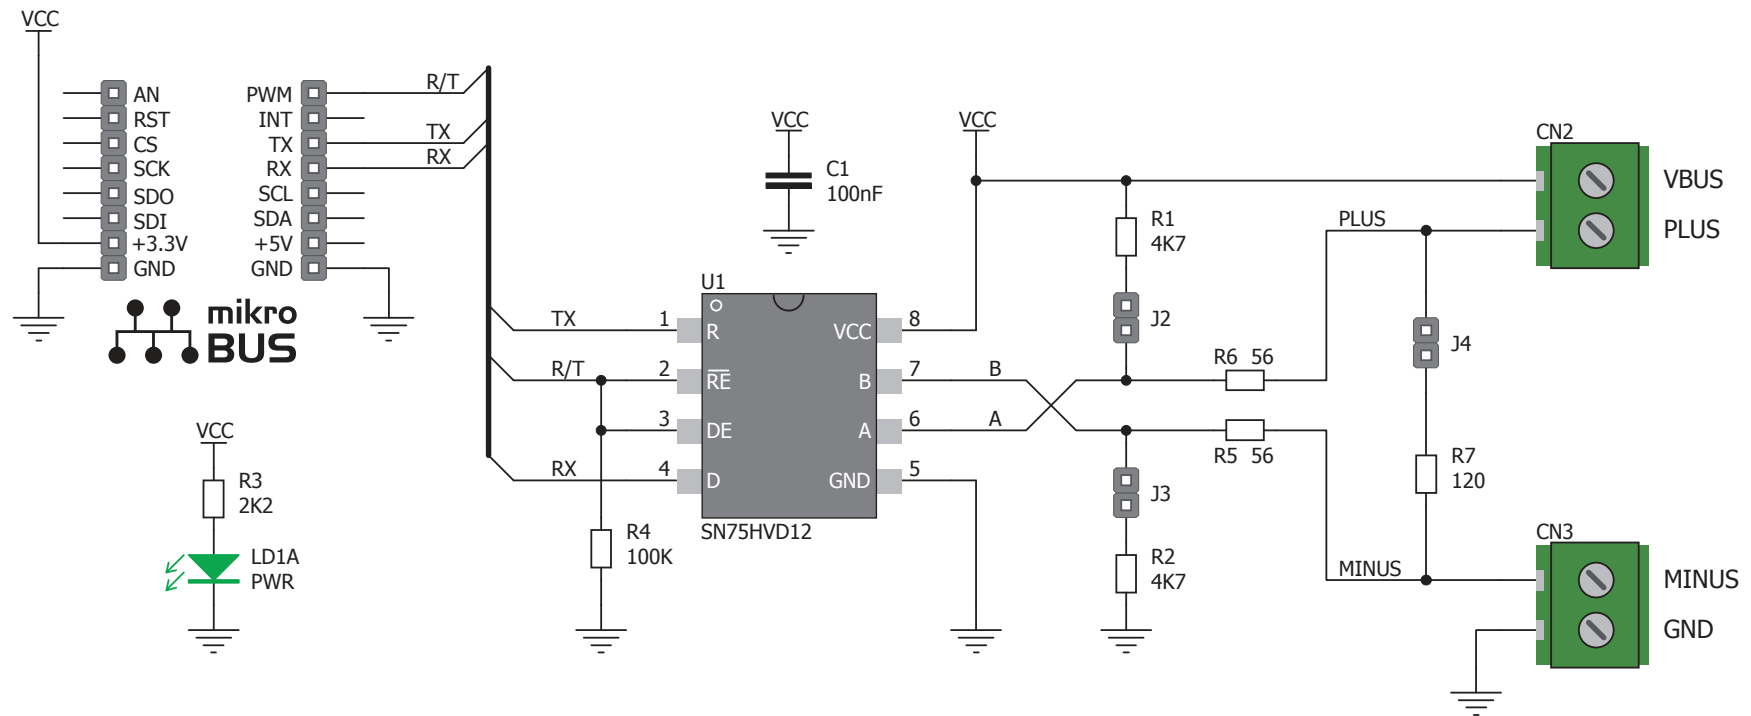 VCC
AN PWM R/T
RST INT
CS TX TX
SCK RX RX
SDO SCL
SDI SDA
+3.3V +5V
GND GND
mikro
BUS
VCC
C1
100nF
VCC
CN2
VBUS
PLUS
PLUS
R1
4K7
J2
J4
U1
TX 1 R VCC 8
R/T 2 RE B 7 B
3 DE A 6 A
RX 4 D GND 5
SN75HVD12
R6 56
R5 56
J3
R7
120
R2
4K7
VCC
R3
2K2
LD1A
PWR
R4
100K
CN3
MINUS
MINUS
GND